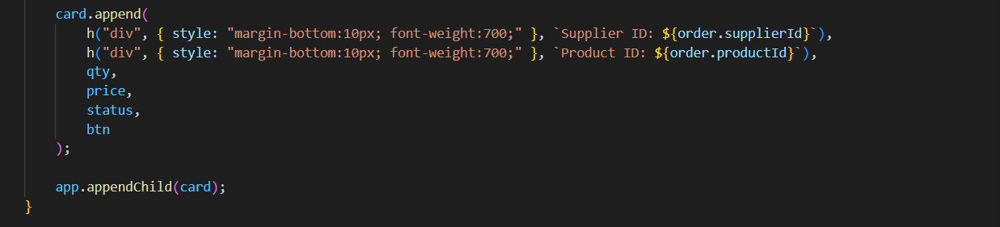 card.append(
h("div", { style: "margin-bottom:10px; font-weight:700;" }, `Supplier ID: ${order.supplierId}`),
h("div", { style: "margin-bottom:10px; font-weight:700;" }, `Product ID: ${order.productId}`),
qty,
price,
status,
btn
);
app.appendChild(card);
}